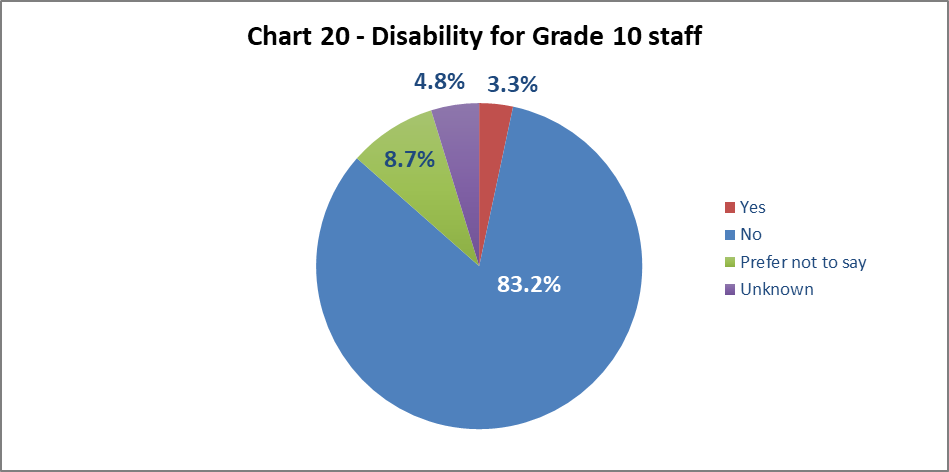 Chart 20 - Disability for Grade 10 staff
4.8%
3.3%
8.7%
83.2%
Yes
No
Prefer not to say
Unknown